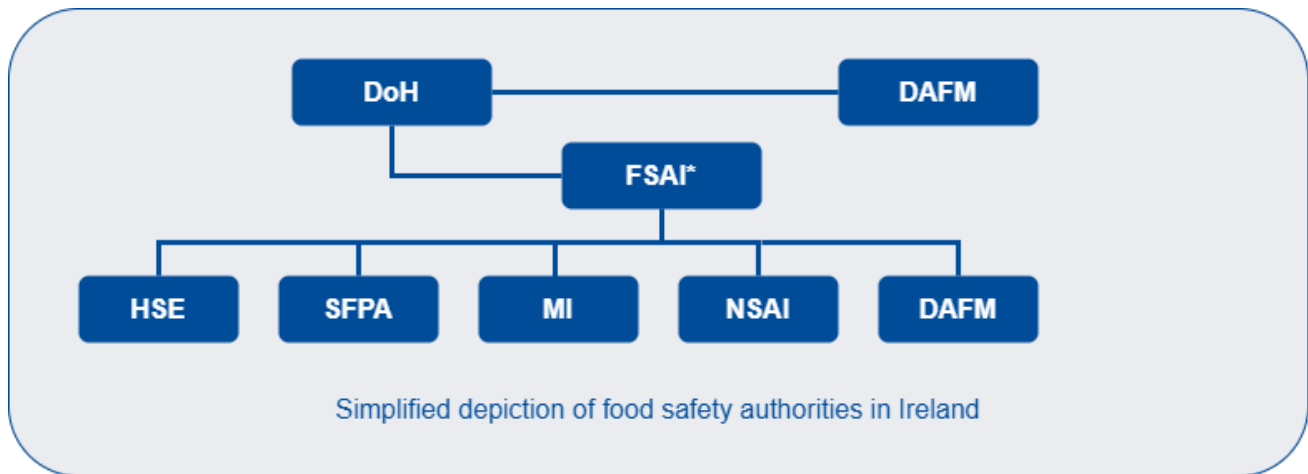 DoH
DAFM
FSAI*
HSE
SFPA
MI
NSAI
DAFM
Simplified depiction of food safety authorities in Ireland